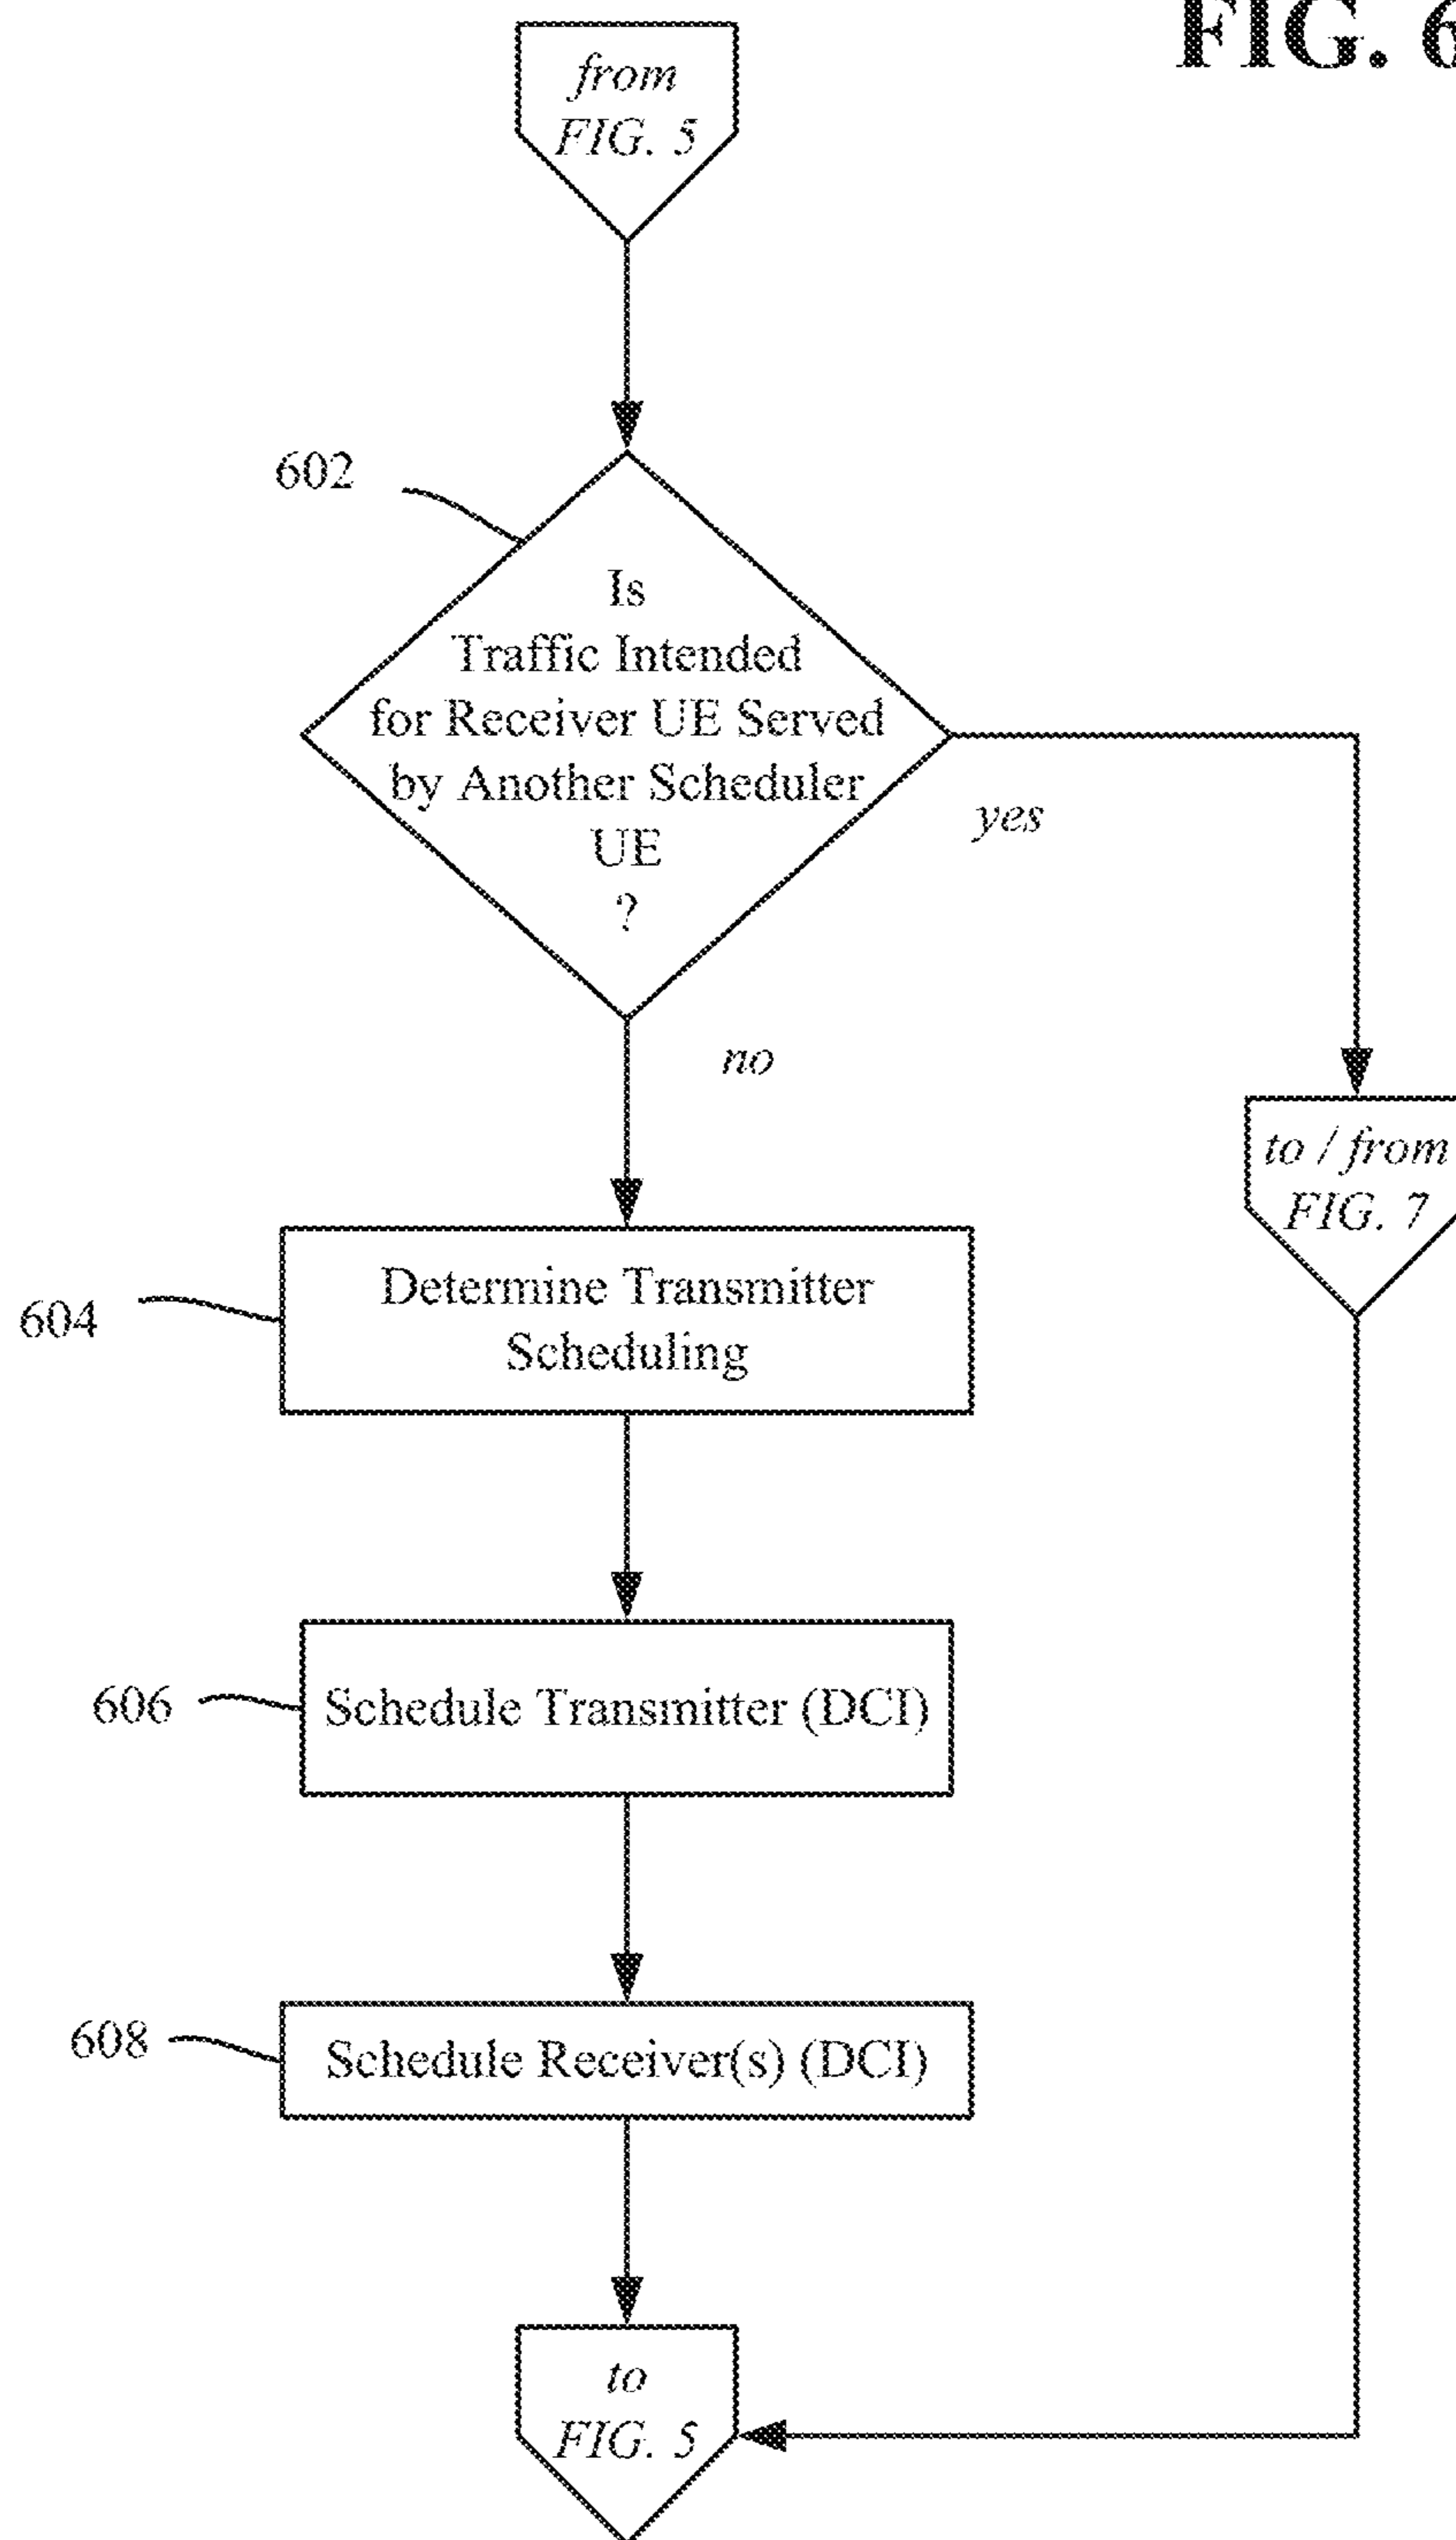 FIG. 6
from
FIG. 5
602
Is
Traffic Intended
for Receiver UE Served
by Another Scheduler
UE
?
yes
no
to / from
FIG. 7
604
Determine Transmitter
Scheduling
606
Schedule Transmitter (DCI)
608
Schedule Receiver(s) (DCI)
to
FIG. 5